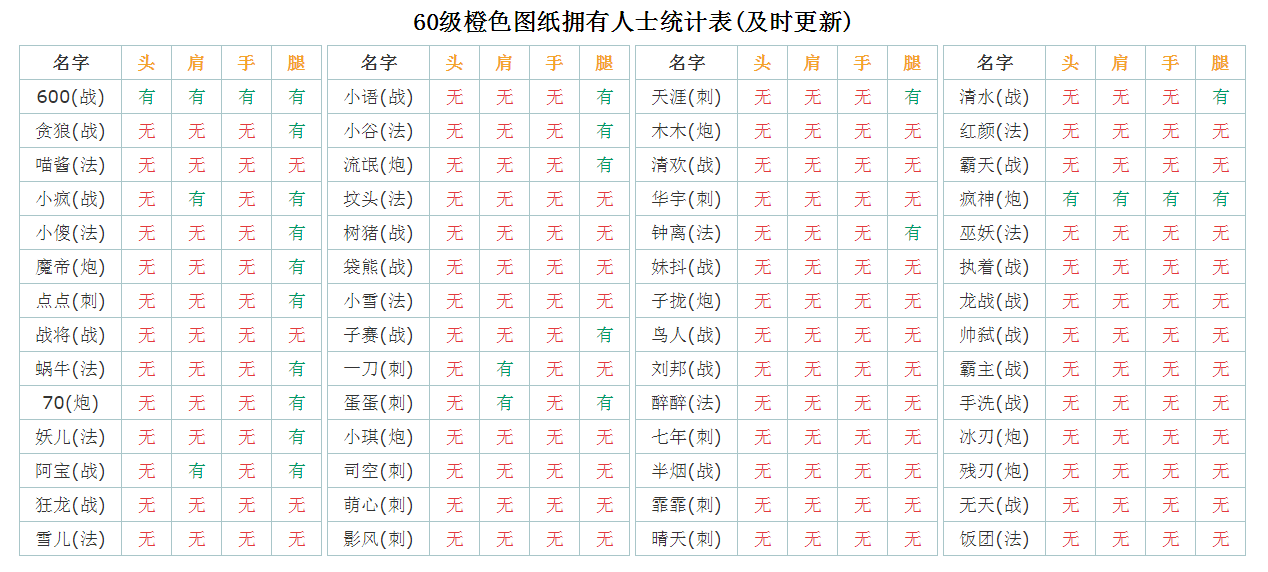 60级橙色图纸拥有人士统计表(及时更新)
名字 头 肩 手 腿 名字 头 肩 手 腿 名字 头 肩 手 腿 名字 头 肩 手 腿
600(战) 有 有 有 有 小语(战) 无 无 无 有 天涯(刺) 无 无 无 有 清水(战) 无 无 无 有
贪狼(战) 无 无 无 有 小谷(法) 无 无 无 有 木木(炮) 无 无 无 无 红颜(法) 无 无 无 无
喵酱(法) 无 无 无 无 流氓(炮) 无 无 无 有 清欢(战) 无 无 无 无 霸天(战) 无 无 无 无
小疯(战) 无 有 无 有 坟头(法) 无 无 无 无 华宇(刺) 无 无 无 无 疯神(炮) 有 有 有 有
小傻(法) 无 无 无 有 树猪(战) 无 无 无 无 钟离(法) 无 无 无 有 巫妖(法) 无 无 无 无
魔帝(炮) 无 无 无 有 袋熊(战) 无 无 无 无 妹抖(战) 无 无 无 无 执着(战) 无 无 无 无
点点(刺) 无 无 无 有 小雪(法) 无 无 无 无 子拢(炮) 无 无 无 无 龙战(战) 无 无 无 无
战将(战) 无 无 无 无 子赛(战) 无 无 无 有 鸟人(战) 无 无 无 无 帅弑(战) 无 无 无 无
蜗牛(法) 无 无 无 有 一刀(刺) 无 有 无 无 刘邦(战) 无 无 无 无 霸主(战) 无 无 无 无
70(炮) 无 无 无 有 蛋蛋(刺) 无 有 无 有 醉醉(法) 无 无 无 无 手洗(战) 无 无 无 无
妖儿(法) 无 无 无 有 小琪(炮) 无 无 无 无 七年(刺) 无 无 无 无 冰刃(炮) 无 无 无 无
阿宝(战) 无 有 无 有 司空(刺) 无 无 无 无 半烟(战) 无 无 无 无 残刃(炮) 无 无 无 无
狂龙(战) 无 无 无 无 萌心(刺) 无 无 无 无 霏霏(刺) 无 无 无 无 无天(战) 无 无 无 无
雪儿(法) 无 无 无 无 影风(刺) 无 无 无 无 晴天(刺) 无 无 无 无 饭团(法) 无 无 无 无